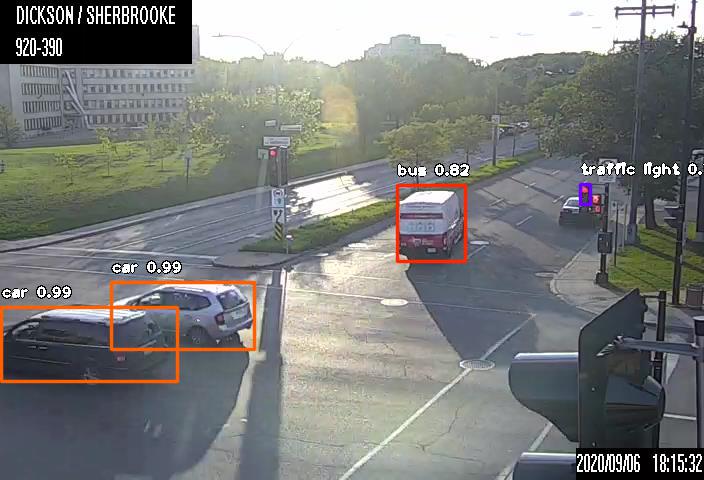 DICKSON / SHERBROOKE
920-390
bus 0.82
traffic light 0.
car 0.99
car 0.99
2020/09/06 18:15:32